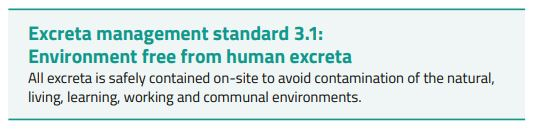 Excreta management standard 3.1:
Environment free from human excreta
All excreta is safely contained on-site to avoid contamination of the natural,
living, learning, working and communal environments.